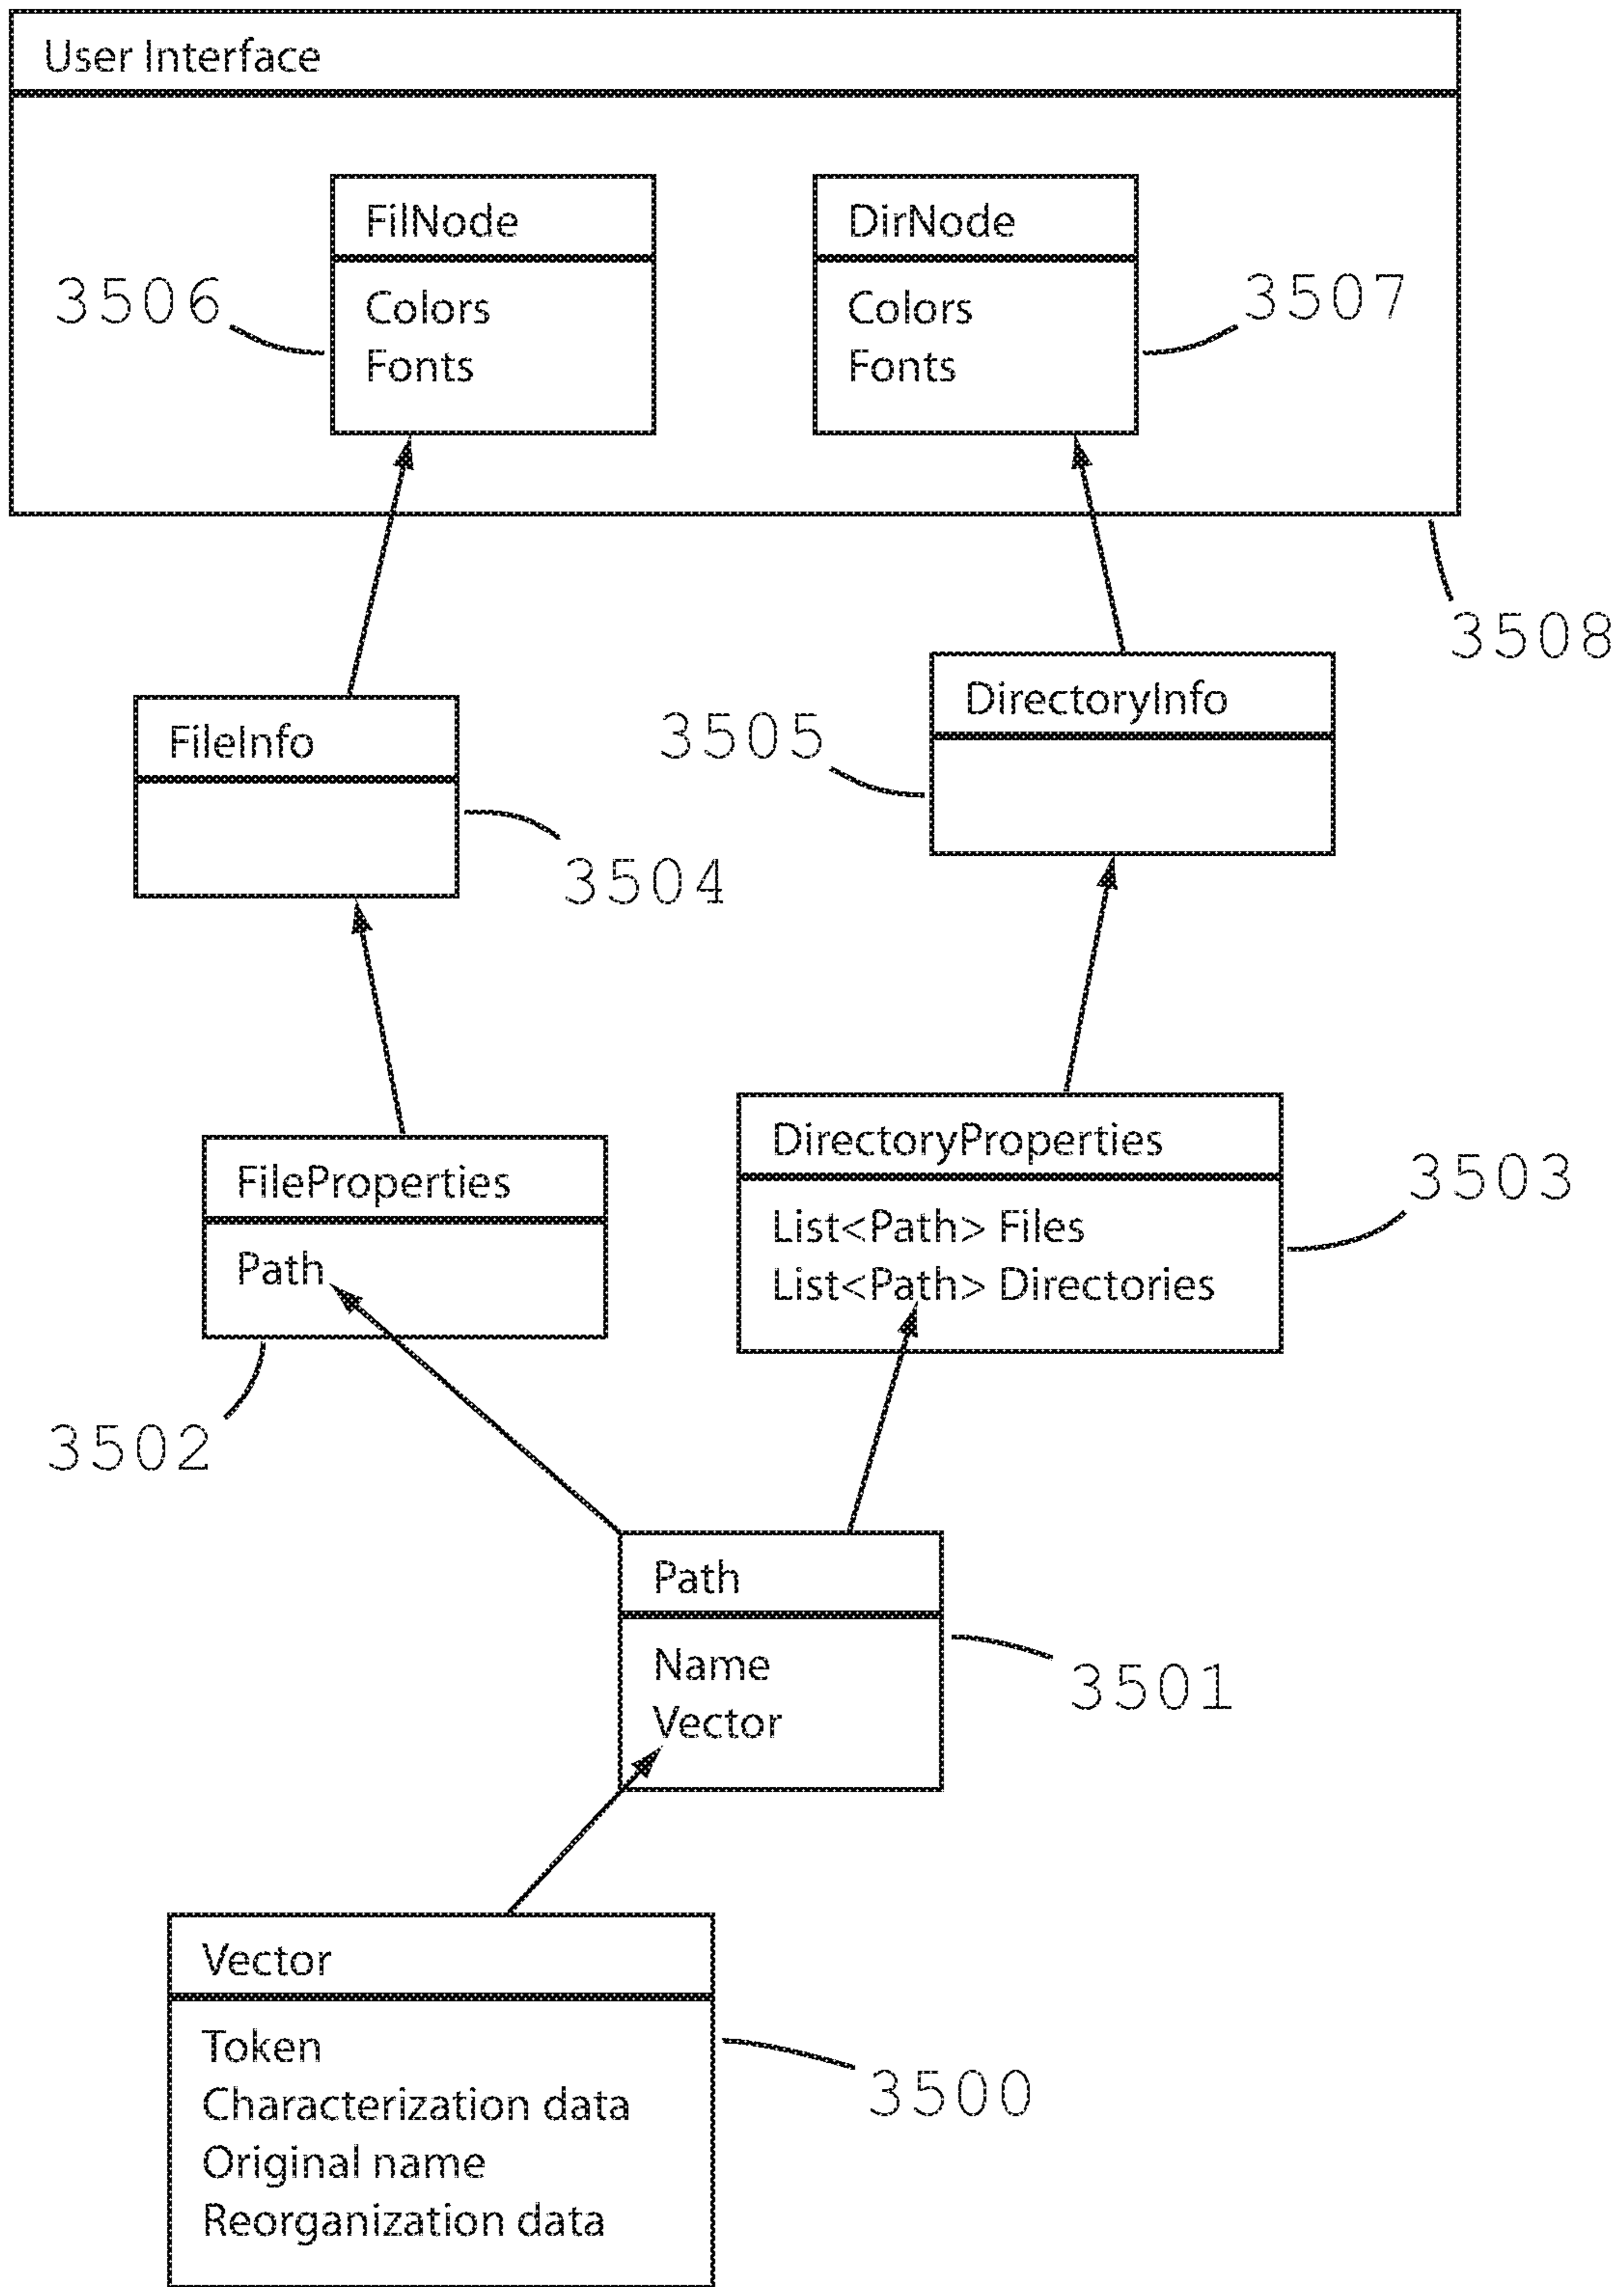 User Interface
FilNode
Colors
Fonts
3506
DirNode
Colors
Fonts
3507
3508
FileInfo
3504
DirectoryInfo
3505
FileProperties
Path
3502
DirectoryProperties
List<Path> Files
List<Path> Directories
3503
Path
Name
Vector
3501
Vector
Token
Characterization data
Original name
Reorganization data
3500